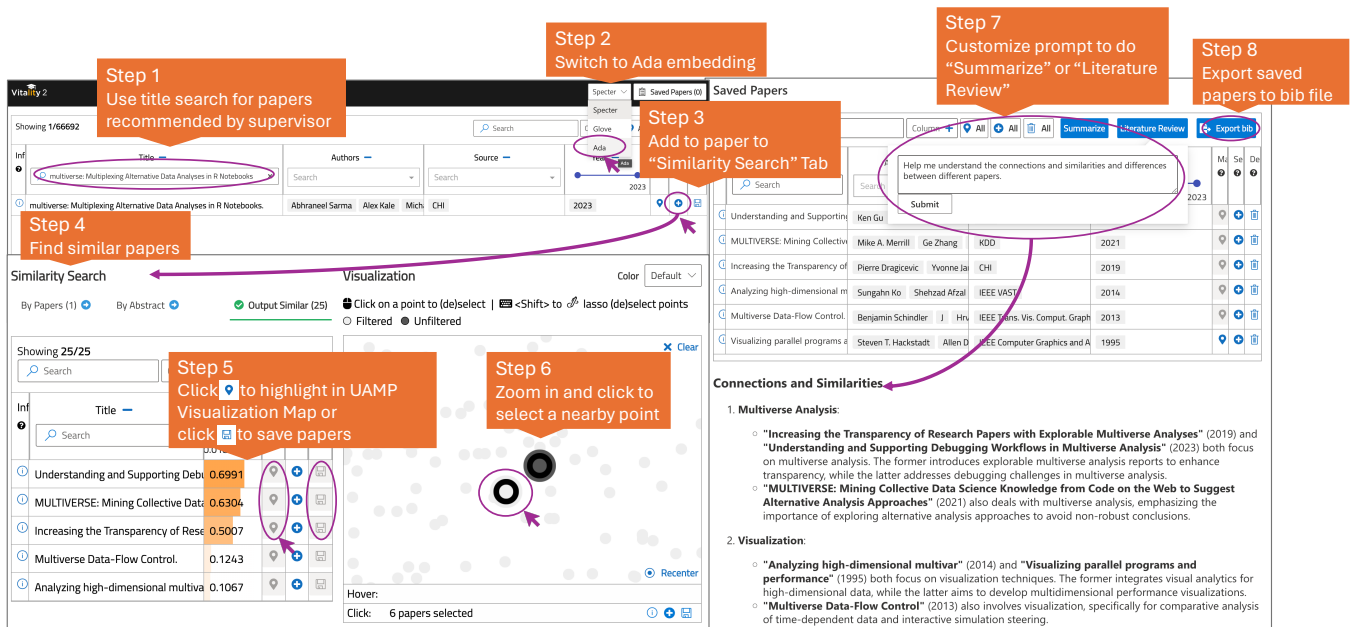 Step 1
Use title search for papers
recommended by supervisor
Step 2
Switch to Ada embedding
Step 3
Add to paper to
"Similarity Search" Tab
Step 4
Find similar papers
Step 5
Click to highlight in UAMP
Visualization Map or
click to save papers
Step 6
Zoom in and click to
select a nearby point
Step 7
Customize prompt to do
"Summarize" or "Literature
Review"
Step 8
Export saved
papers to bib file
Vitality 2
Specter
Saved Papers (0)
Specter
Glove
Ada
Ada
Showing 1/66692
Search
Inf
Title
Authors
Source
multiverse: Multiplexing Alternative Data Analyses in R Notebooks
Search
Search
2023
multiverse: Multiplexing Alternative Data Analyses in R Notebooks.
Abhraneel Sarma
Alex Kale
Mich
CHI
2023
Similarity Search
By Papers (1)
By Abstract
Output Similar (25)
Showing 25/25
Search
Inf
Title
Search
Understanding and Supporting Debu
0.6991
MULTIVERSE: Mining Collective Data
0.6304
Increasing the Transparency of Rese
0.5007
Multiverse Data-Flow Control.
0.1243
Analyzing high-dimensional multiva
0.1067
Visualization
Color
Default
Click on a point to (de)select | <Shift> to lasso (de)select points
Filtered
Unfiltered
Clear
Recenter
Hover:
Click: 6 papers selected
Saved Papers
Column
All
All
All
Summarize
Literature Review
Export bib
Help me understand the connections and similarities and differences
between different papers.
Submit
Search
Search
2023
Ma
Se
De
Understanding and Supporting
Ken Gu
MULTIVERSE: Mining Collective
Mike A. Merrill
Ge Zhang
KDD
2021
Increasing the Transparency of
Pierre Dragicevic
Yvonne Ja
CHI
2019
Analyzing high-dimensional m
Sungahn Ko
Shehzad Afzal
IEEE VAST
2014
Multiverse Data-Flow Control.
Benjamin Schindler
J
Hrv
IEEE Trans. Vis. Comput. Graph
2013
Visualizing parallel programs a
Steven T. Hackstadt
Allen D
IEEE Computer Graphics and A
1995
Connections and Similarities
1. Multiverse Analysis:
"Increasing the Transparency of Research Papers with Explorable Multiverse Analyses" (2019) and
"Understanding and Supporting Debugging Workflows in Multiverse Analysis" (2023) both focus
on multiverse analysis. The former introduces explorable multiverse analysis reports to enhance
transparency, while the latter addresses debugging challenges in multiverse analysis.
"MULTIVERSE: Mining Collective Data Science Knowledge from Code on the Web to Suggest
Alternative Analysis Approaches" (2021) also deals with multiverse analysis, emphasizing the
importance of exploring alternative analysis approaches to avoid non-robust conclusions.
2. Visualization:
"Analyzing high-dimensional multivar" (2014) and "Visualizing parallel programs and
performance" (1995) both focus on visualization techniques. The former integrates visual analytics for
high-dimensional data, while the latter aims to develop multidimensional performance visualizations.
"Multiverse Data-Flow Control" (2013) also involves visualization, specifically for comparative analysis
of time-dependent data and interactive simulation steering.